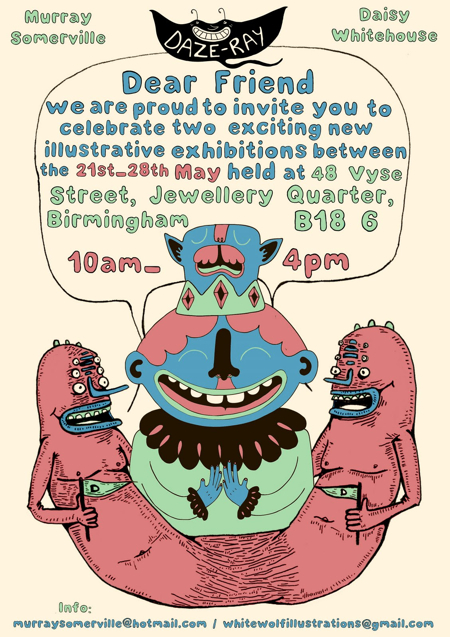 Murray
Somerville
DAZE-RAY
Daisy
Whitehouse
Dear Friend
we are proud to invite you to
celebrate two exciting new
illustrative exhibitions between
the 21st_28th May held at 48 Vyse
Street, Jewellery Quarter,
Birmingham B18 6
10am_ 4pm
D
D
Info:
murraysomerville@hotmail.com / whitewolfillustrations@gmail.com